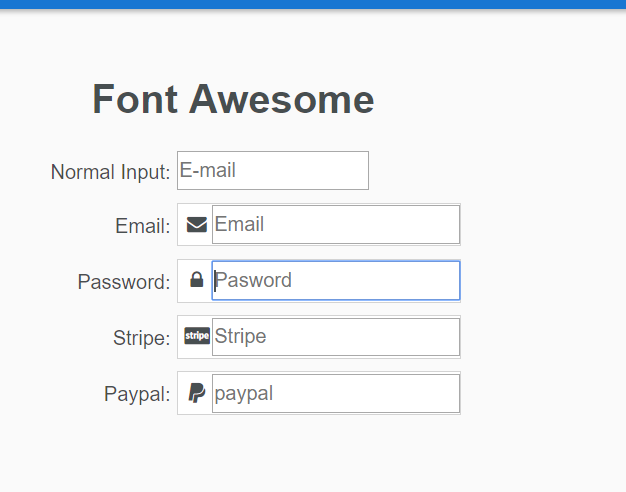 Font Awesome
Normal Input: E-mail
Email: Email
Password: Pasword
Stripe: stripe Stripe
Paypal: paypal